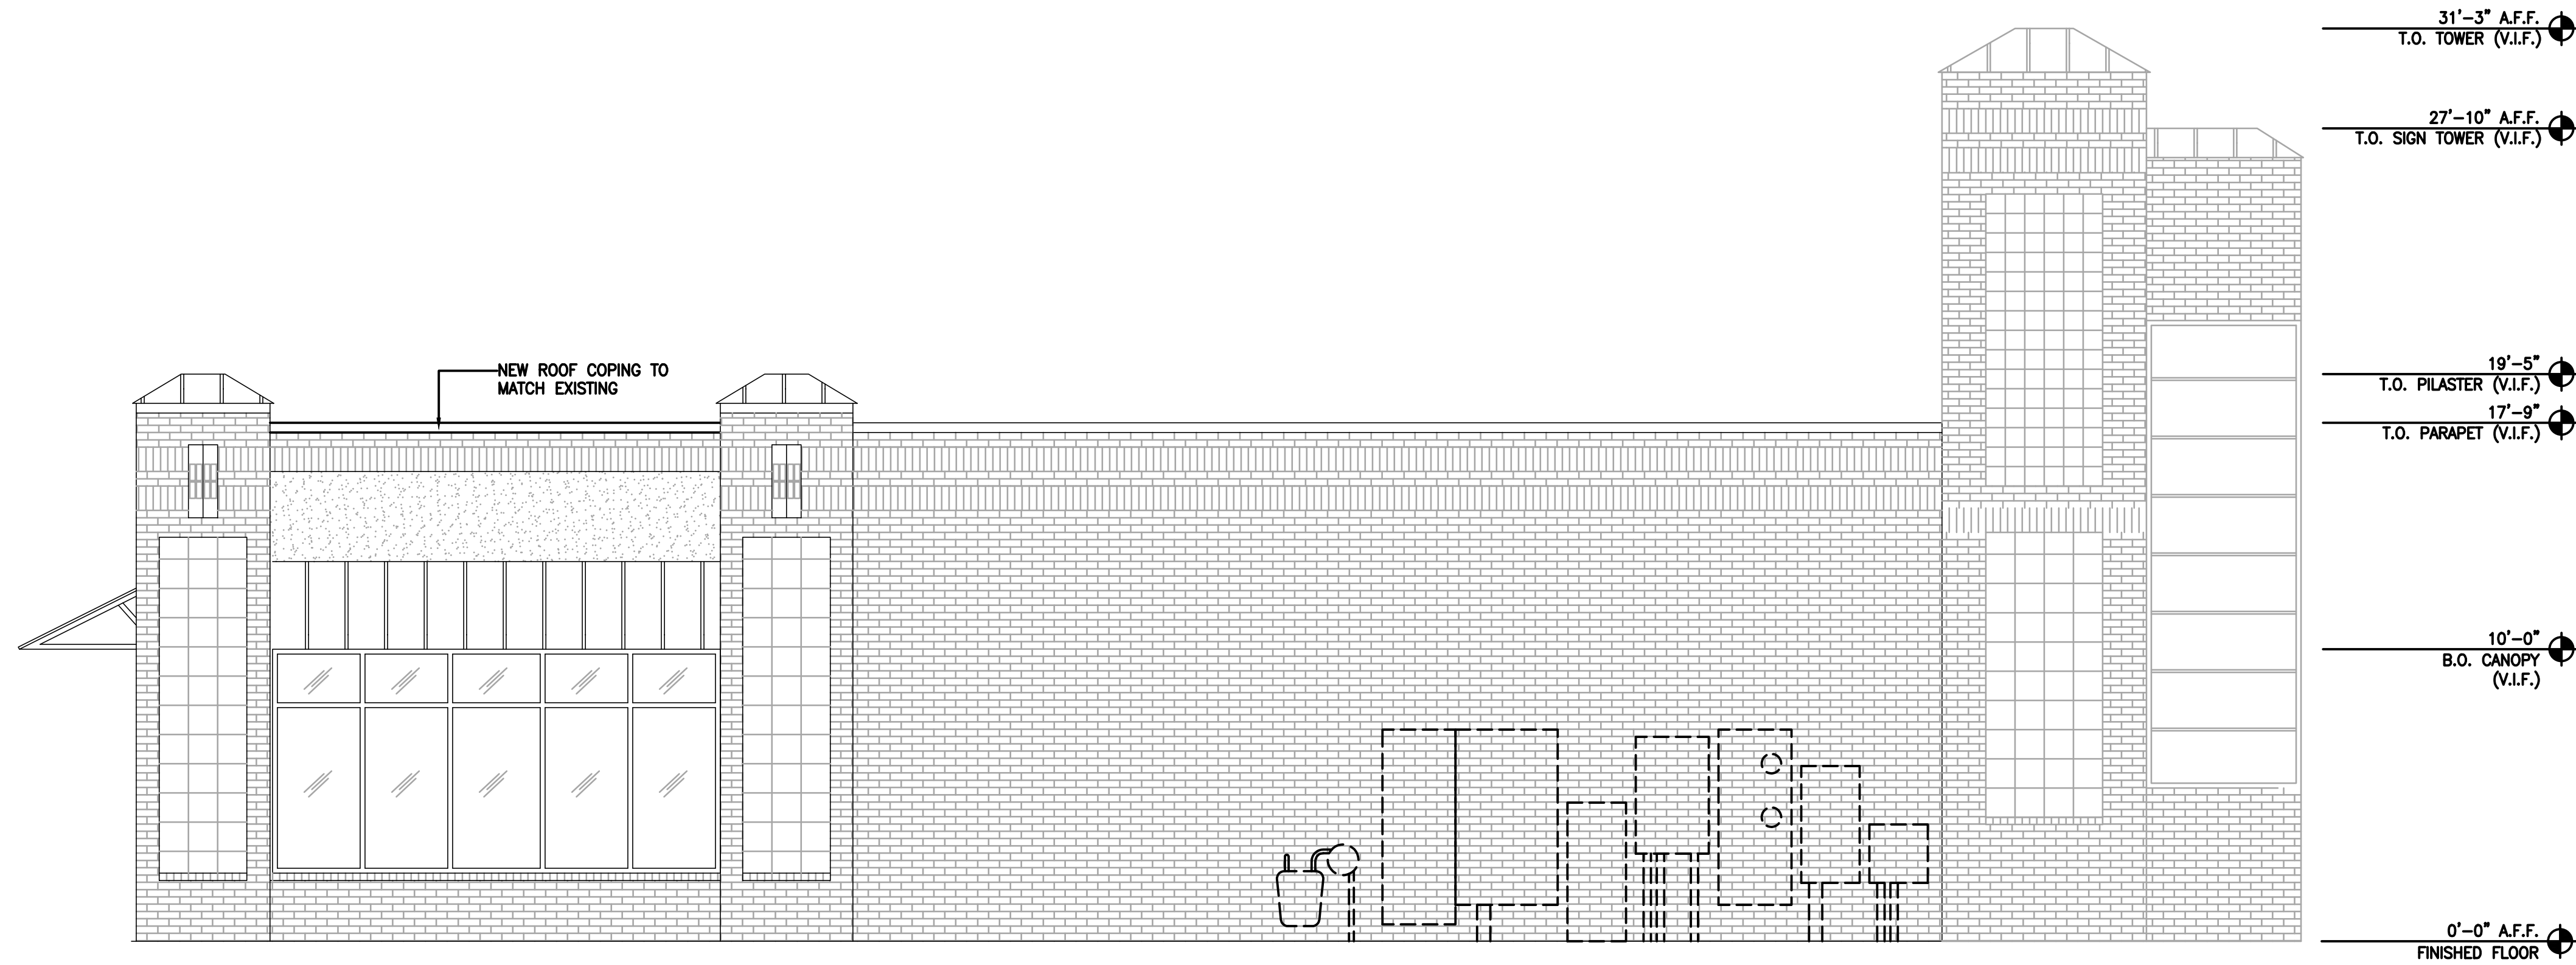 31'-3" A.F.F.
T.O. TOWER (V.I.F.)
27'-10" A.F.F.
T.O. SIGN TOWER (V.I.F.)
NEW ROOF COPING TO
MATCH EXISTING
19'-5"
T.O. PILASTER (V.I.F.)
17'-9"
T.O. PARAPET (V.I.F.)
10'-0"
B.O. CANOPY
(V.I.F.)
0'-0" A.F.F.
FINISHED FLOOR